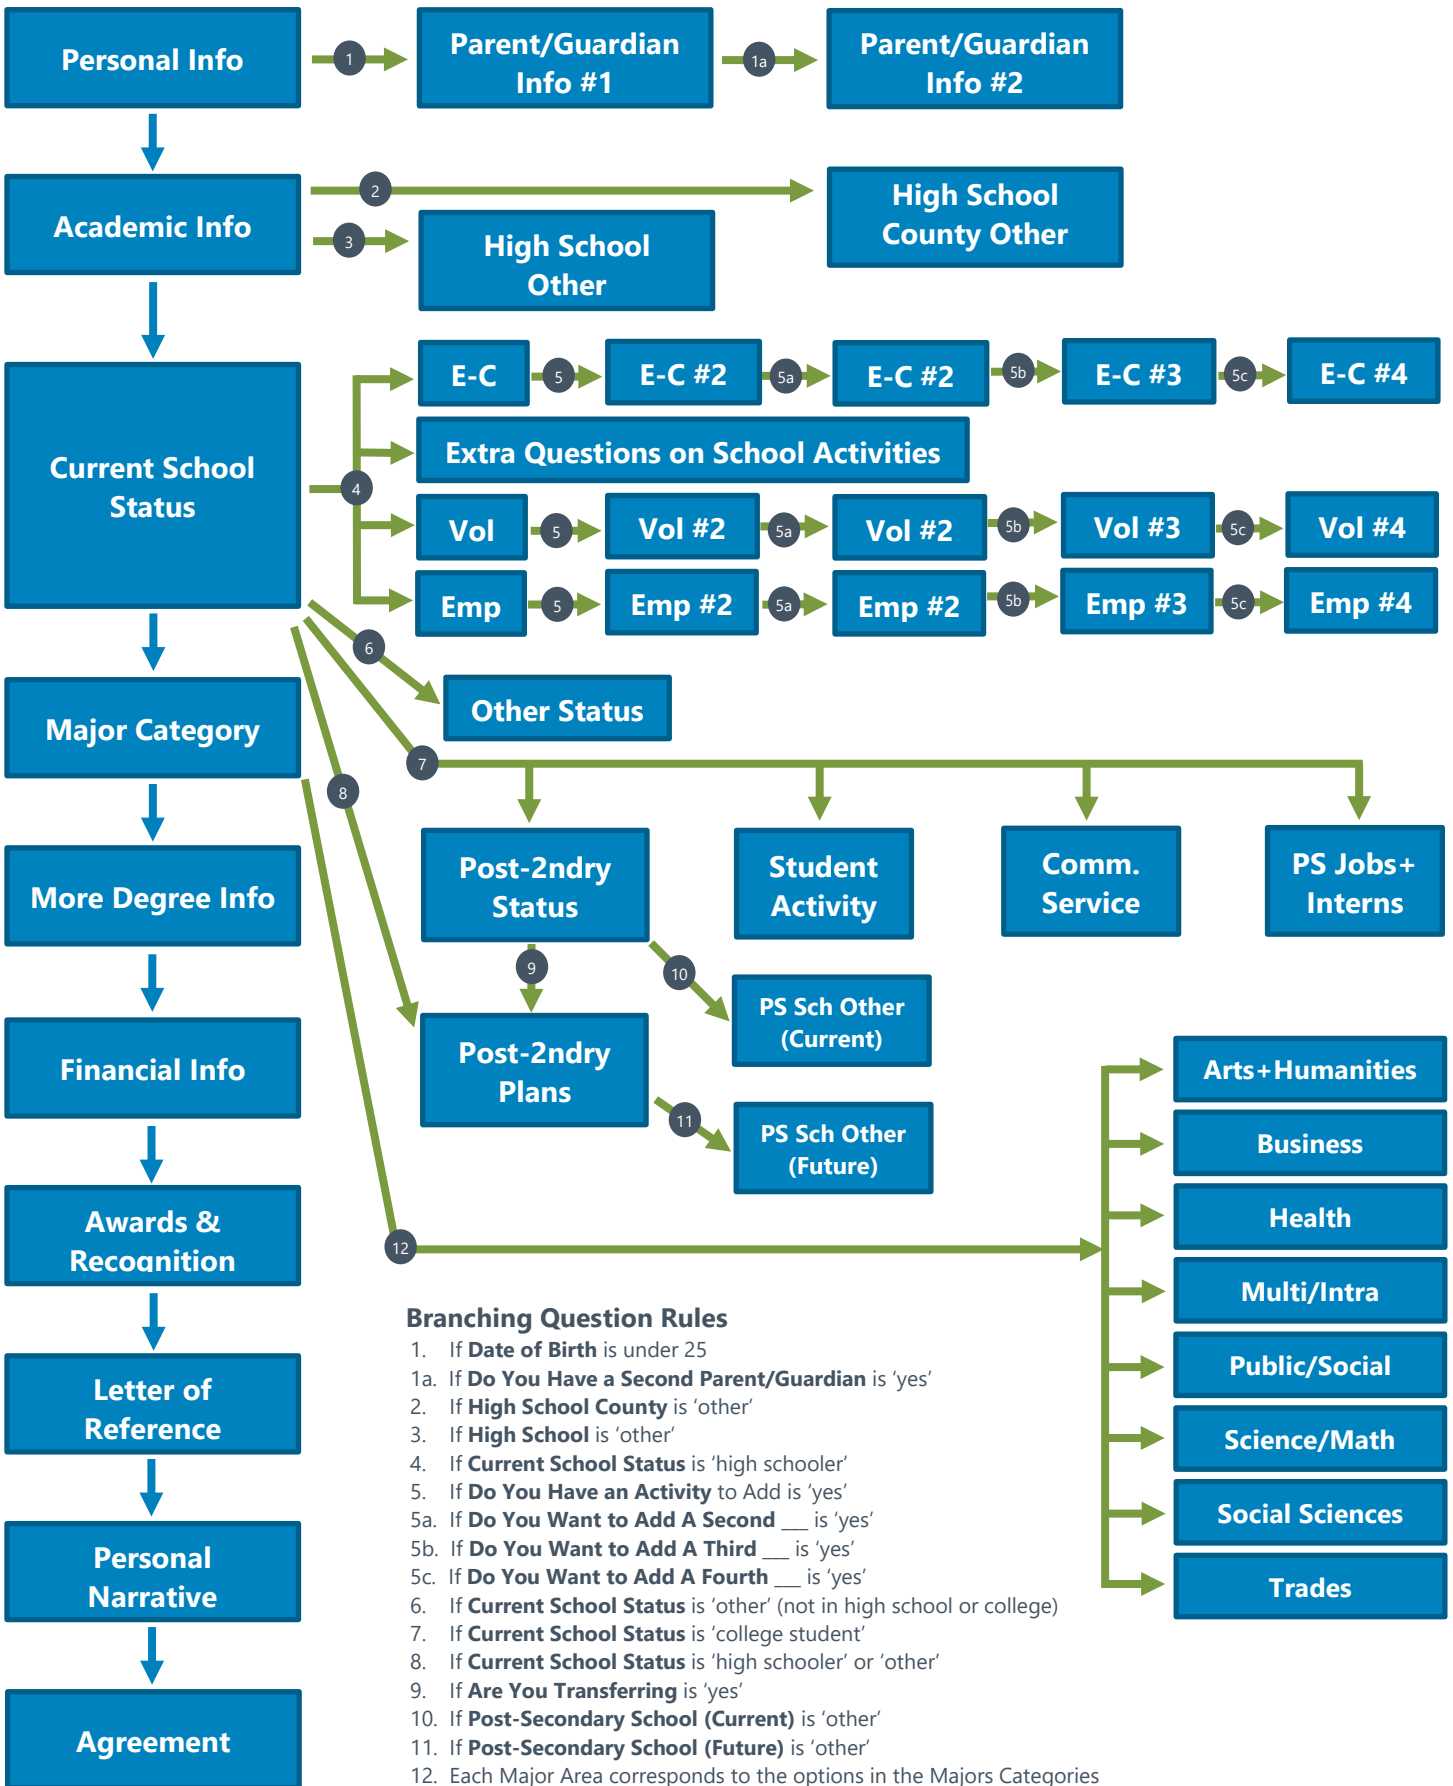 Personal Info
1
Parent/Guardian
Info #1
1a
Parent/Guardian
Info #2
Academic Info
2
High School
County Other
3
High School
Other
Current School
Status
4
E-C
5
E-C #2
5a
E-C #2
5b
E-C #3
5c
E-C #4
Extra Questions on School Activities
Vol
5
Vol #2
5a
Vol #2
5b
Vol #3
5c
Vol #4
Emp
5
Emp #2
5a
Emp #2
5b
Emp #3
5c
Emp #4
6
Other Status
Major Category
7
8
Post-2ndry
Status
Student
Activity
Comm.
Service
PS Jobs+
Interns
More Degree Info
9
10
PS Sch Other
(Current)
Post-2ndry
Plans
11
PS Sch Other
(Future)
Financial Info
Arts+Humanities
Business
Health
Multi/Intra
Public/Social
Science/Math
Social Sciences
Trades
Awards &
Recognition
12
Letter of
Reference
Personal
Narrative
Agreement
Branching Question Rules
1. If Date of Birth is under 25
1a. If Do You Have a Second Parent/Guardian is ‘yes’
2. If High School County is ‘other’
3. If High School is ‘other’
4. If Current School Status is ‘high schooler’
5. If Do You Have an Activity to Add is ‘yes’
5a. If Do You Want to Add A Second ___ is ‘yes’
5b. If Do You Want to Add A Third ___ is ‘yes’
5c. If Do You Want to Add A Fourth ___ is ‘yes’
6. If Current School Status is ‘other’ (not in high school or college)
7. If Current School Status is ‘college student’
8. If Current School Status is ‘high schooler’ or ‘other’
9. If Are You Transferring is ‘yes’
10. If Post-Secondary School (Current) is ‘other’
11. If Post-Secondary School (Future) is ‘other’
12. Each Major Area corresponds to the options in the Majors Categories